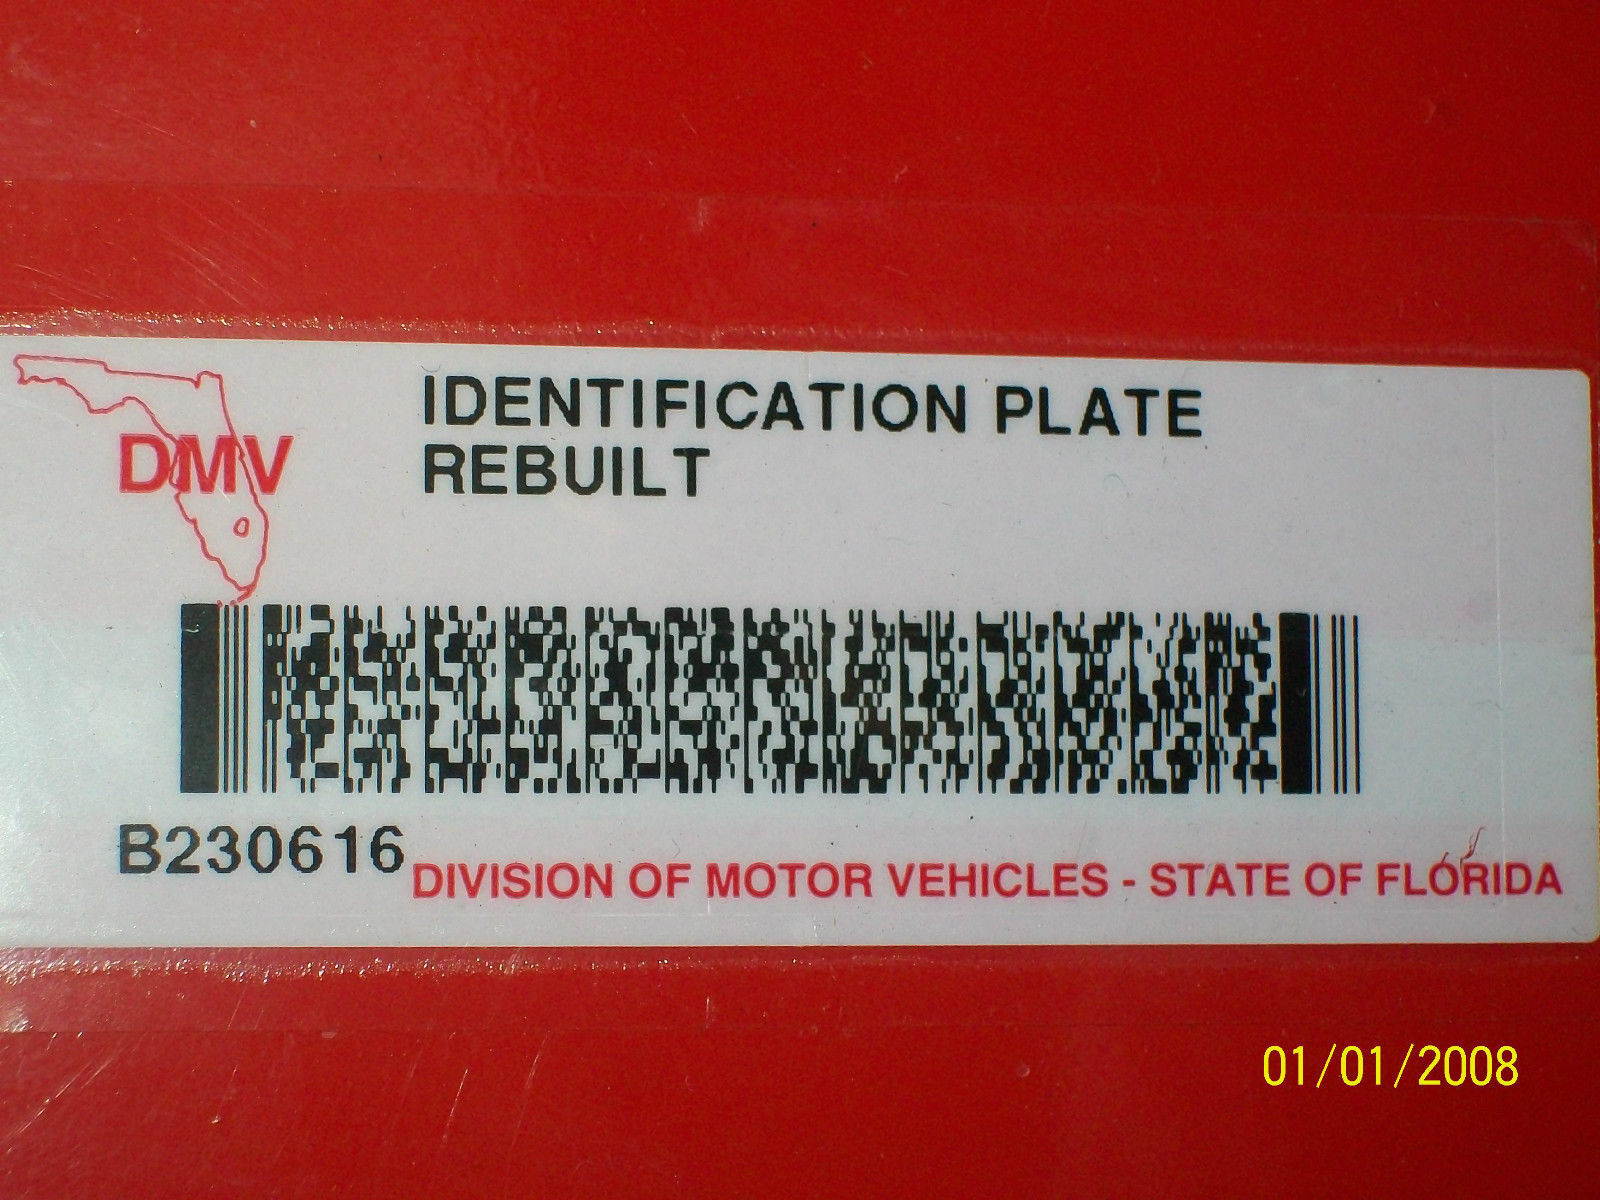 IDENTIFICATION PLATE
REBUILT
DMV
B230616
DIVISION OF MOTOR VEHICLES - STATE OF FLORIDA
01/01/2008